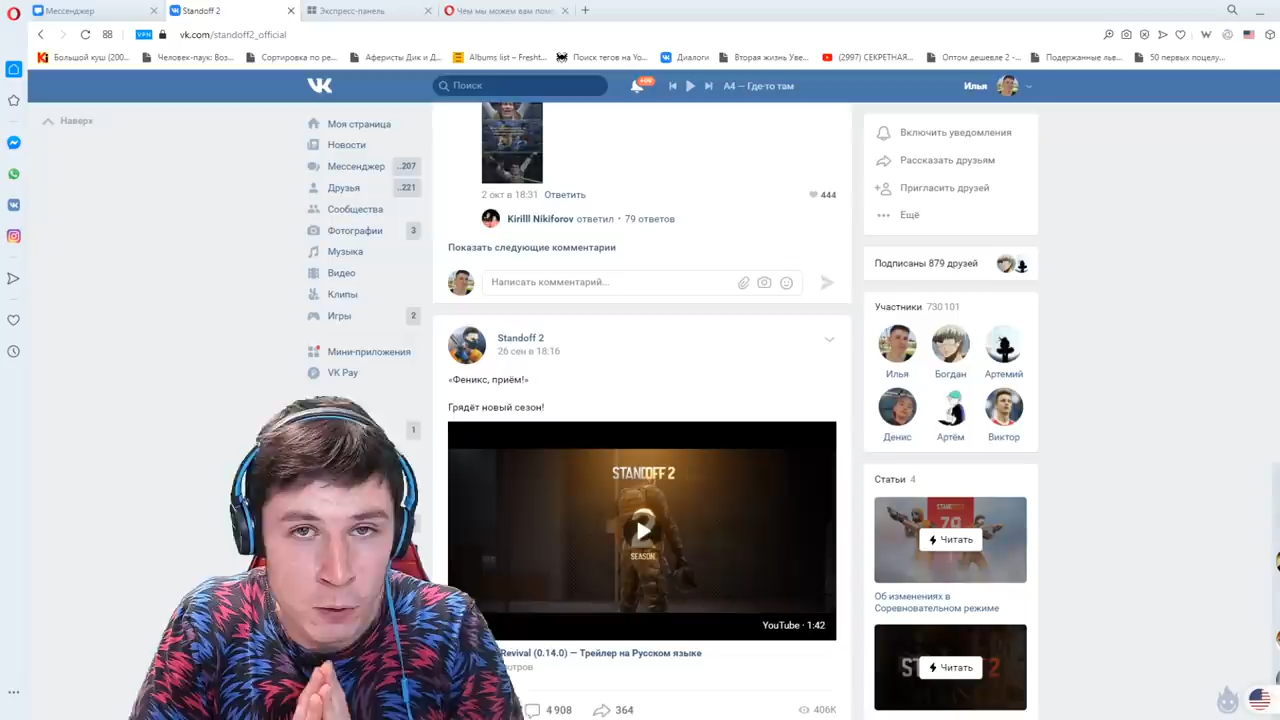 Мессенджер
Standoff 2
Экспресс-панель
Чем мы можем вам пом
VPN
vk.com/standoff2_official
Большой куш (200...
Человек-паук: Воз...
Сортировка по ре...
Аферисты Дик и Д...
Albums list – Fresht...
Поиск тегов на Yo...
Диалоги
Вторая жизнь Уве...
(2997) СЕКРЕТНАЯ...
Оптом дешевле 2 -...
Подержанные льв...
50 первых поцелу...
Поиск
A4 — Где-то там
Илья
Наверх
Моя страница
Новости
Мессенджер
..207
Друзья
..221
Сообщества
Фотографии
3
Музыка
Видео
Клипы
Игры
2
Мини-приложения
VK Pay
1
2 окт в 18:31
Ответить
444
Kirilll Nikiforov ответил · 79 ответов
Показать следующие комментарии
Написать комментарий...
Standoff 2
26 сен в 18:16
«Феникс, приём!»
Грядёт новый сезон!
STANDOFF 2
2
SEASON
YouTube · 1:42
Revival (0.14.0) — Трейлер на Русском языке
4 908
364
406K
Включить уведомления
Рассказать друзьям
Пригласить друзей
Ещё
Подписаны 879 друзей
Участники 730 101
Илья
Богдан
Артемий
Денис
Артём
Виктор
Статьи 4
Читать
Об изменениях в
Соревновательном режиме
Читать